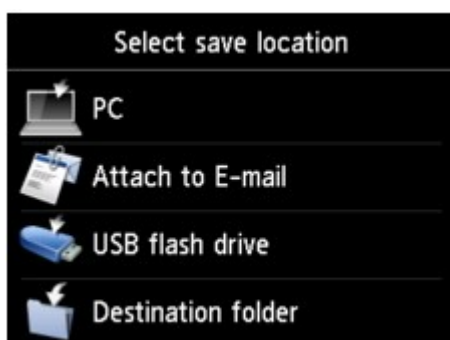 Select save location
PC
Attach to E-mail
USB flash drive
Destination folder